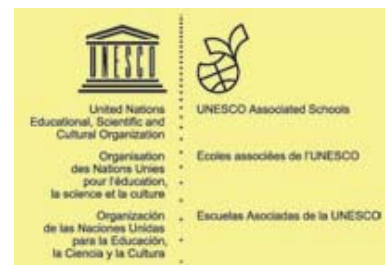 UNESCO
United Nations
Educational, Scientific and
Cultural Organization
UNESCO Associated Schools
Organisation
des Nations Unies
pour l'éducation,
la science et la culture
Ecoles associées de l'UNESCO
Organización
de las Naciones Unidas
para la Educación,
la Ciencia y la Cultura
Escuelas Asociadas de la UNESCO